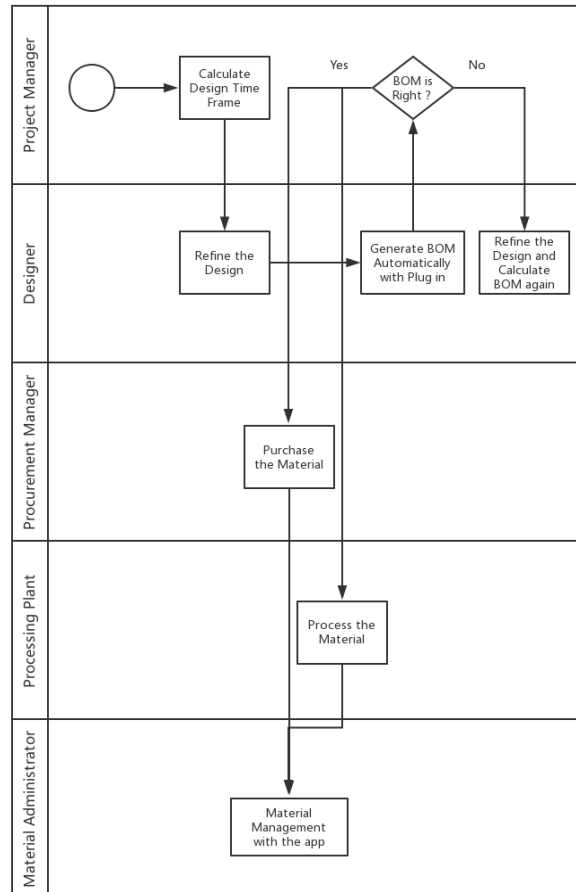 Project Manager
Calculate
Design Time
Frame
Yes
BOM is
Right ?
No
Designer
Refine the
Design
Generate BOM
Automatically
with Plug in
Refine the
Design and
Calculate
BOM again
Procurement Manager
Purchase
the Material
Processing Plant
Process the
Material
Material Administrator
Material
Management
with the app